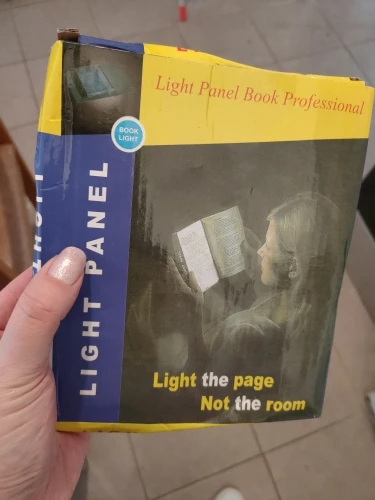 Light Panel Book Professional
BOOK
LIGHT
LIGHT PANEL
Light the page
Not the room